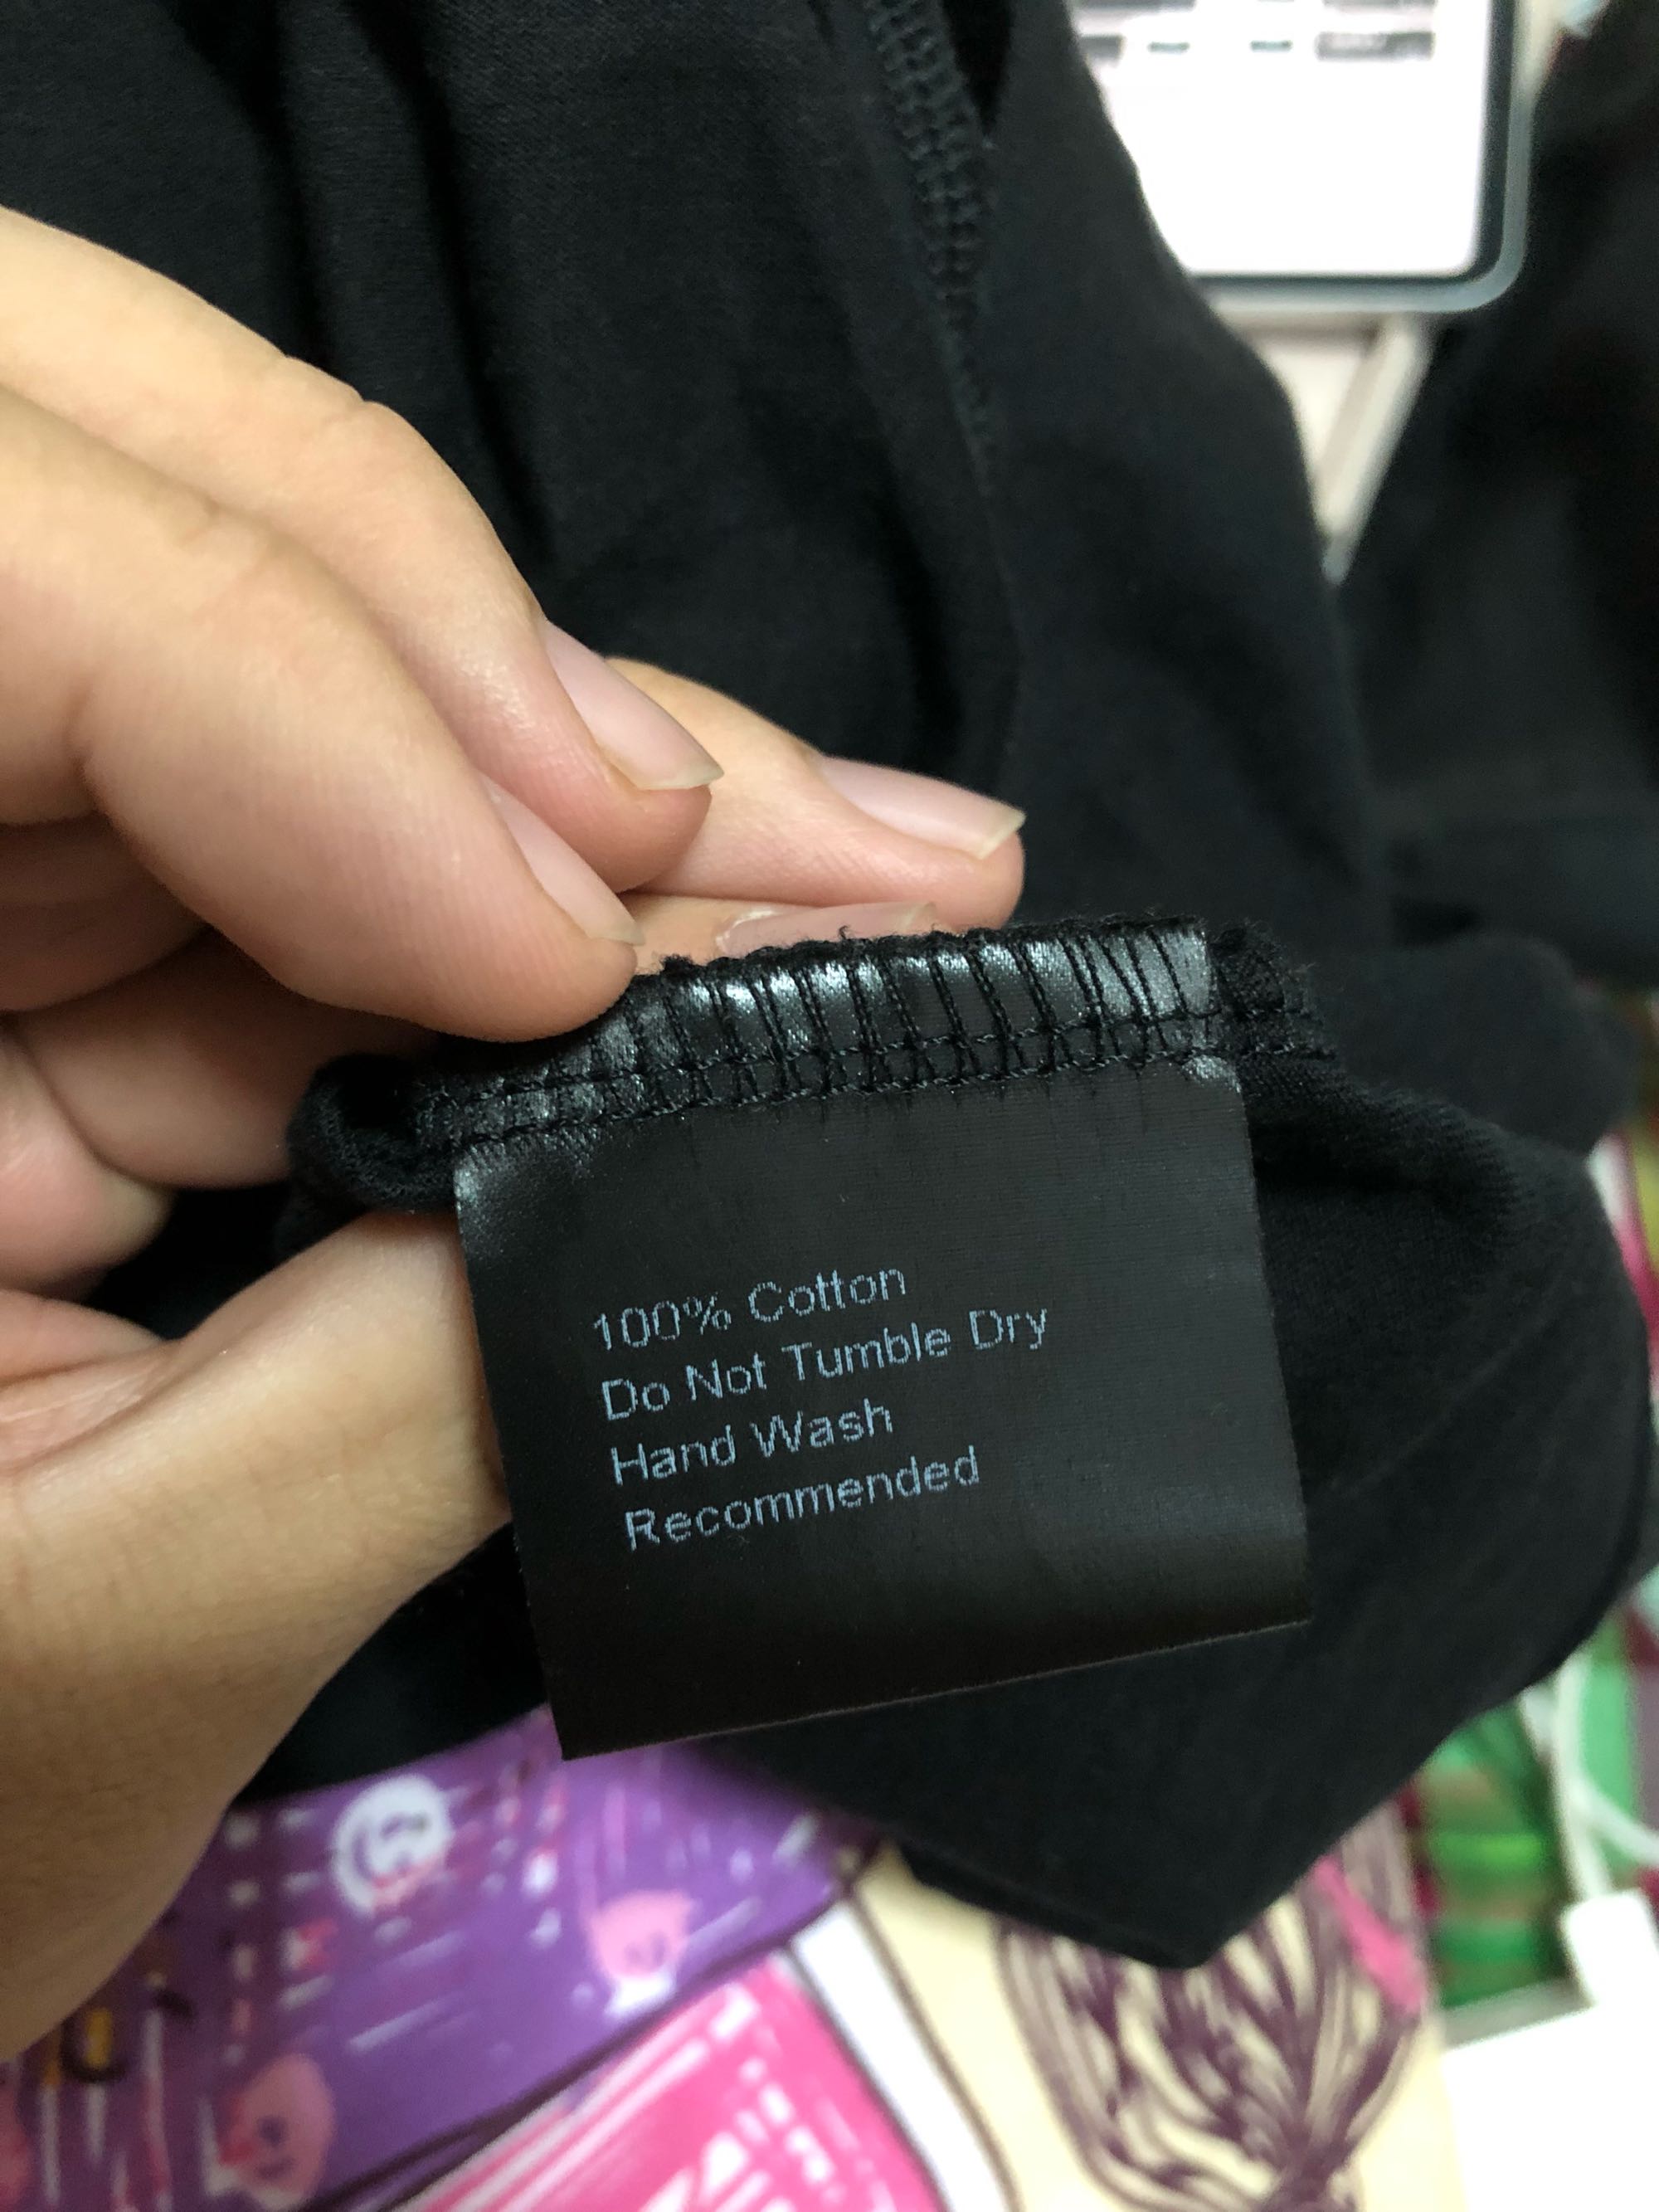 100% Cotton
Do Not Tumble Dry
Hand Wash
Recommended